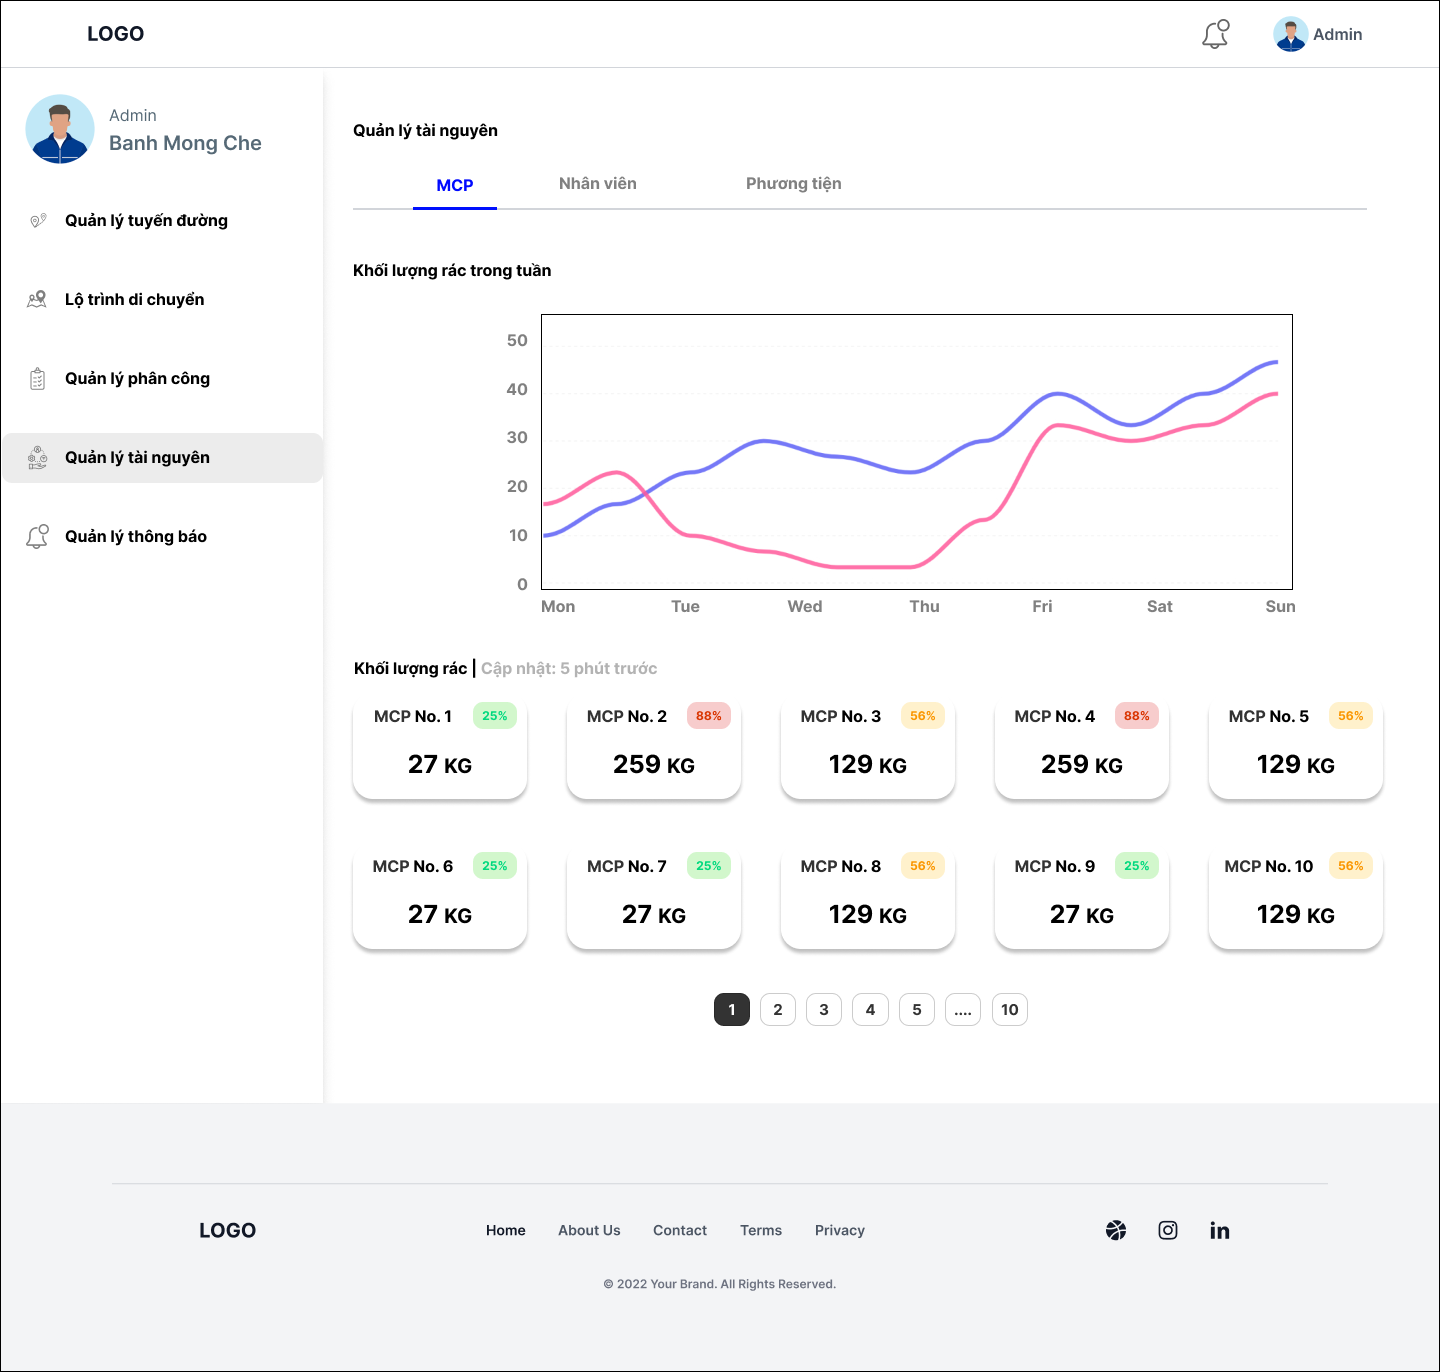 LOGO
Admin
Admin
Banh Mong Che
Quản lý tuyến đường
Lộ trình di chuyển
Quản lý phân công
Quản lý tài nguyên
Quản lý thông báo
Quản lý tài nguyên
MCP Nhân viên Phương tiện
Khối lượng rác trong tuần
50
40
30
20
10
0
Mon Tue Wed Thu Fri Sat Sun
Khối lượng rác | Cập nhật: 5 phút trước
MCP No. 1 25% MCP No. 2 88% MCP No. 3 56% MCP No. 4 88% MCP No. 5 56%
27 KG 259 KG 129 KG 259 KG 129 KG
MCP No. 6 25% MCP No. 7 25% MCP No. 8 56% MCP No. 9 25% MCP No. 10 56%
27 KG 27 KG 129 KG 27 KG 129 KG
1 2 3 4 5 .... 10
LOGO Home About Us Contact Terms Privacy in
© 2022 Your Brand. All Rights Reserved.